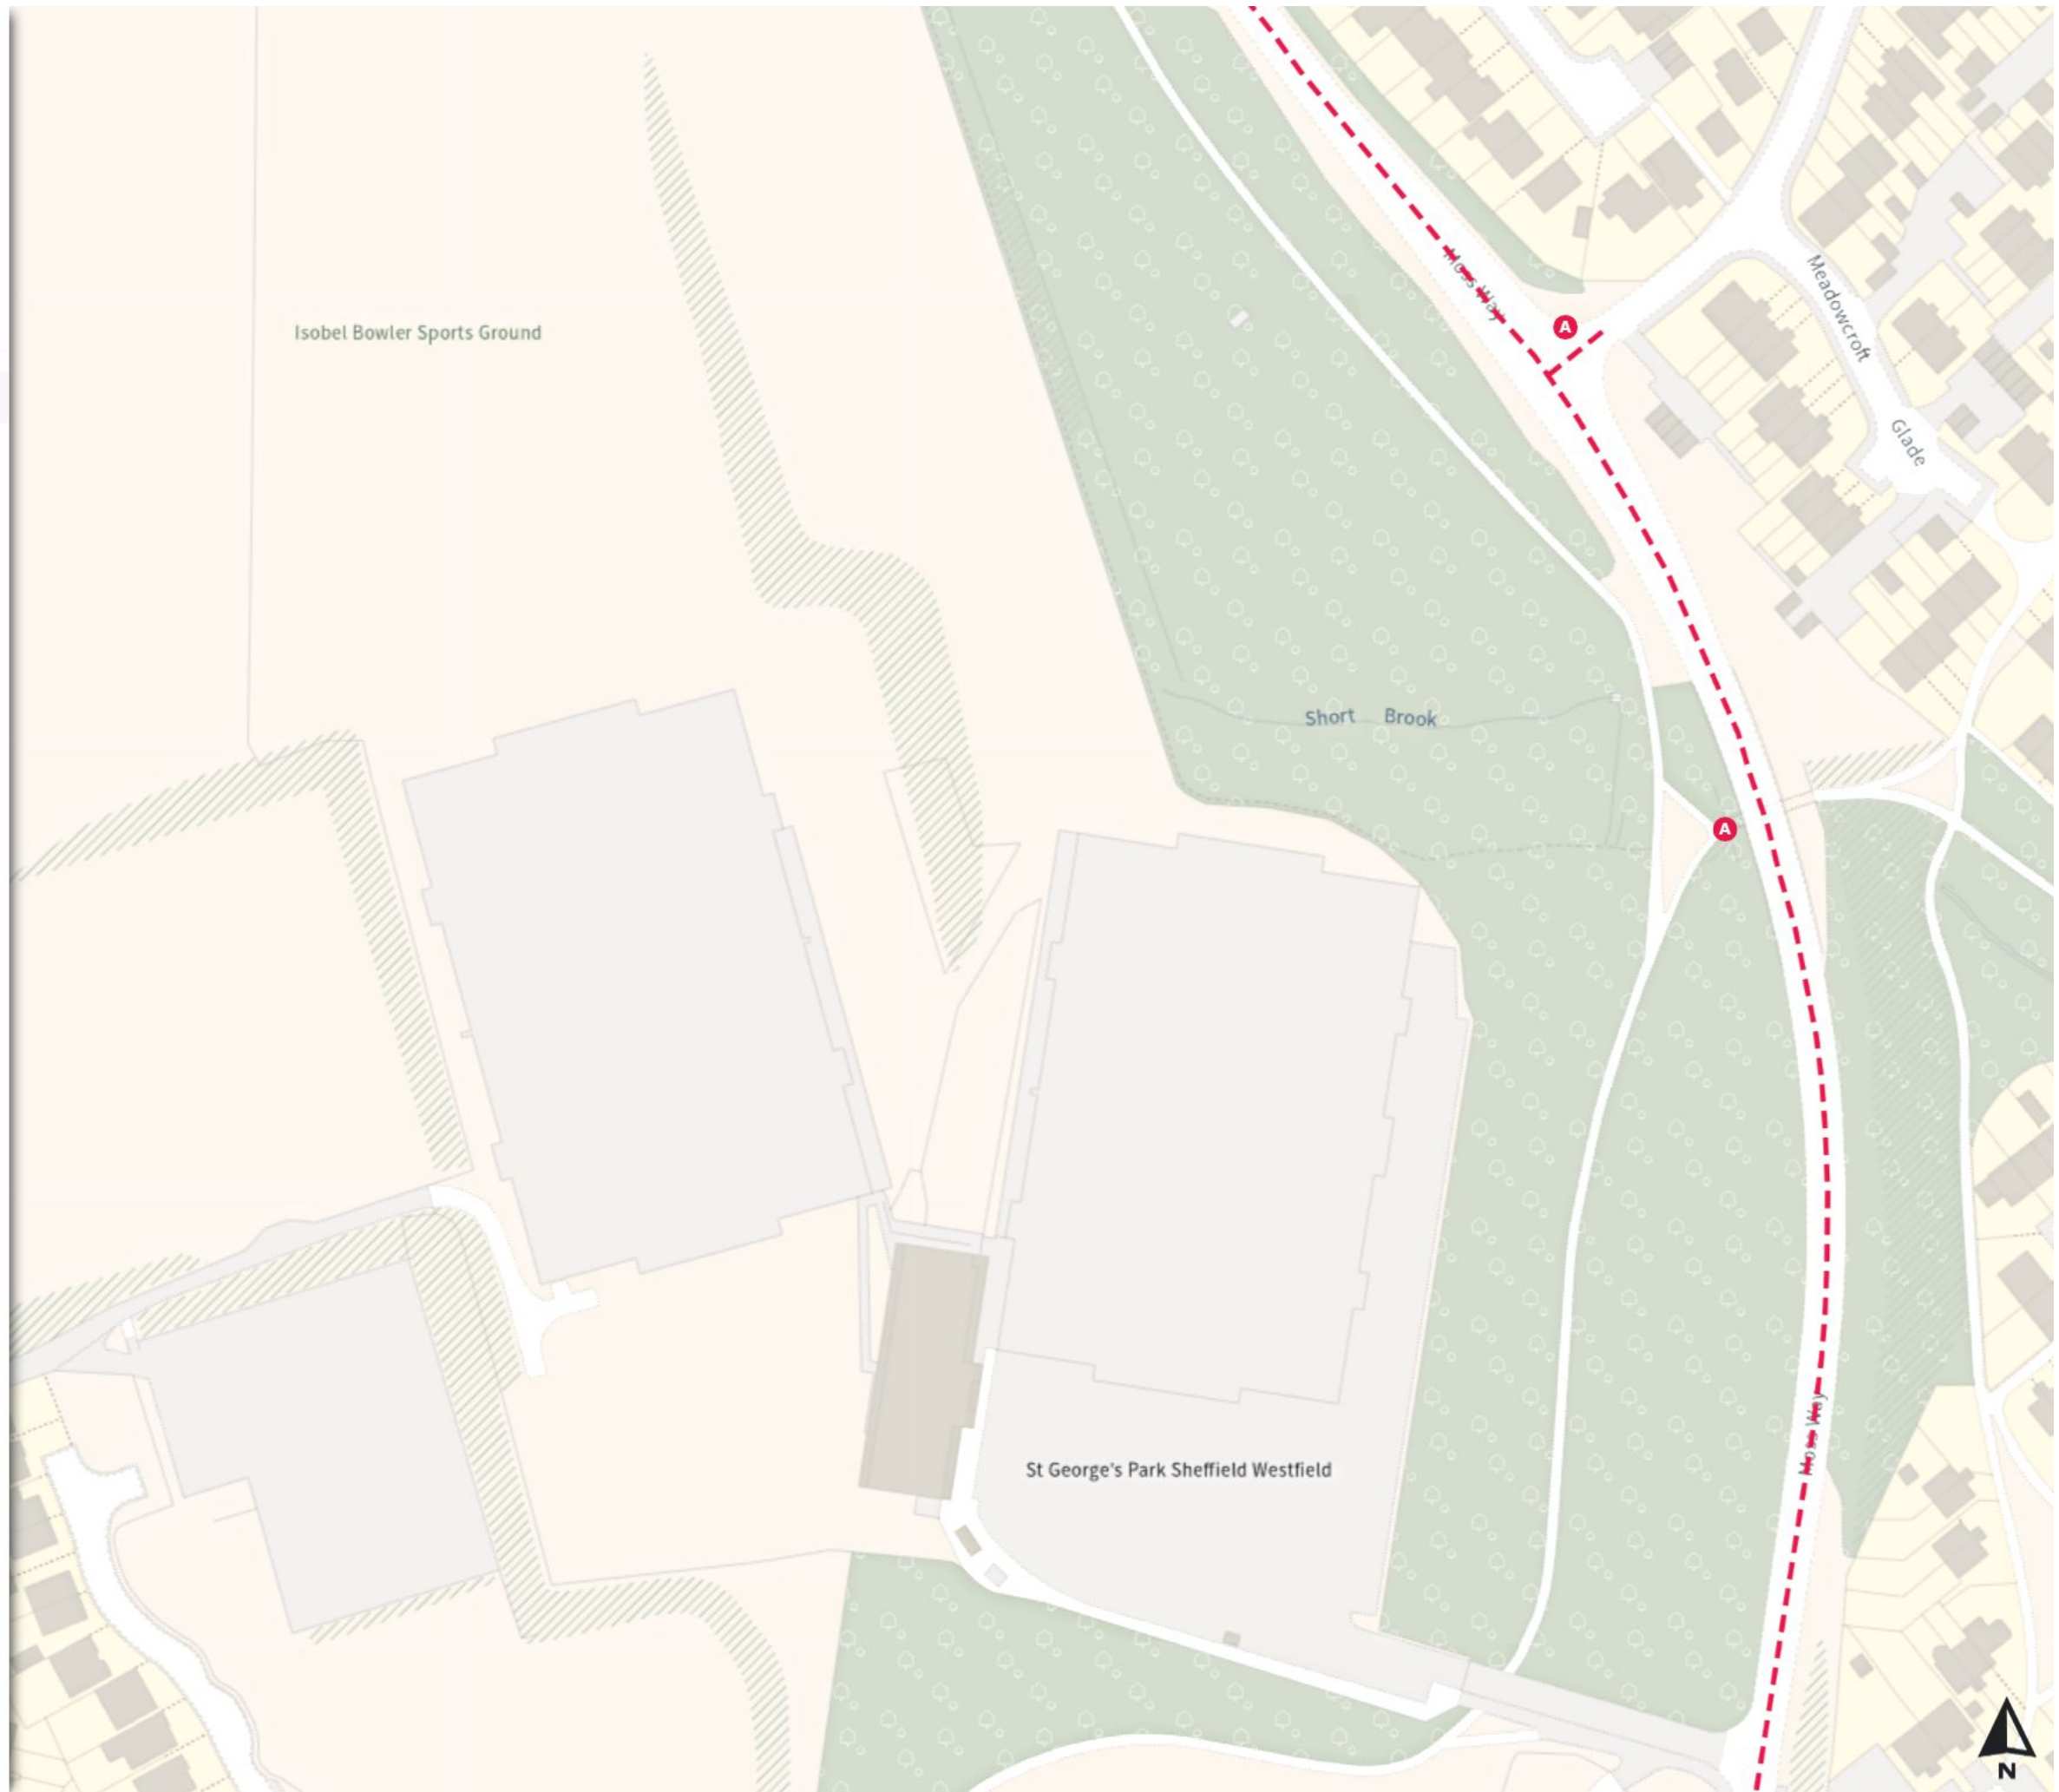 Moss Way
Meadowcroft
Glade
A
Isobel Bowler Sports Ground
Short Brook
A
Moss Way
St George's Park Sheffield Westfield
N